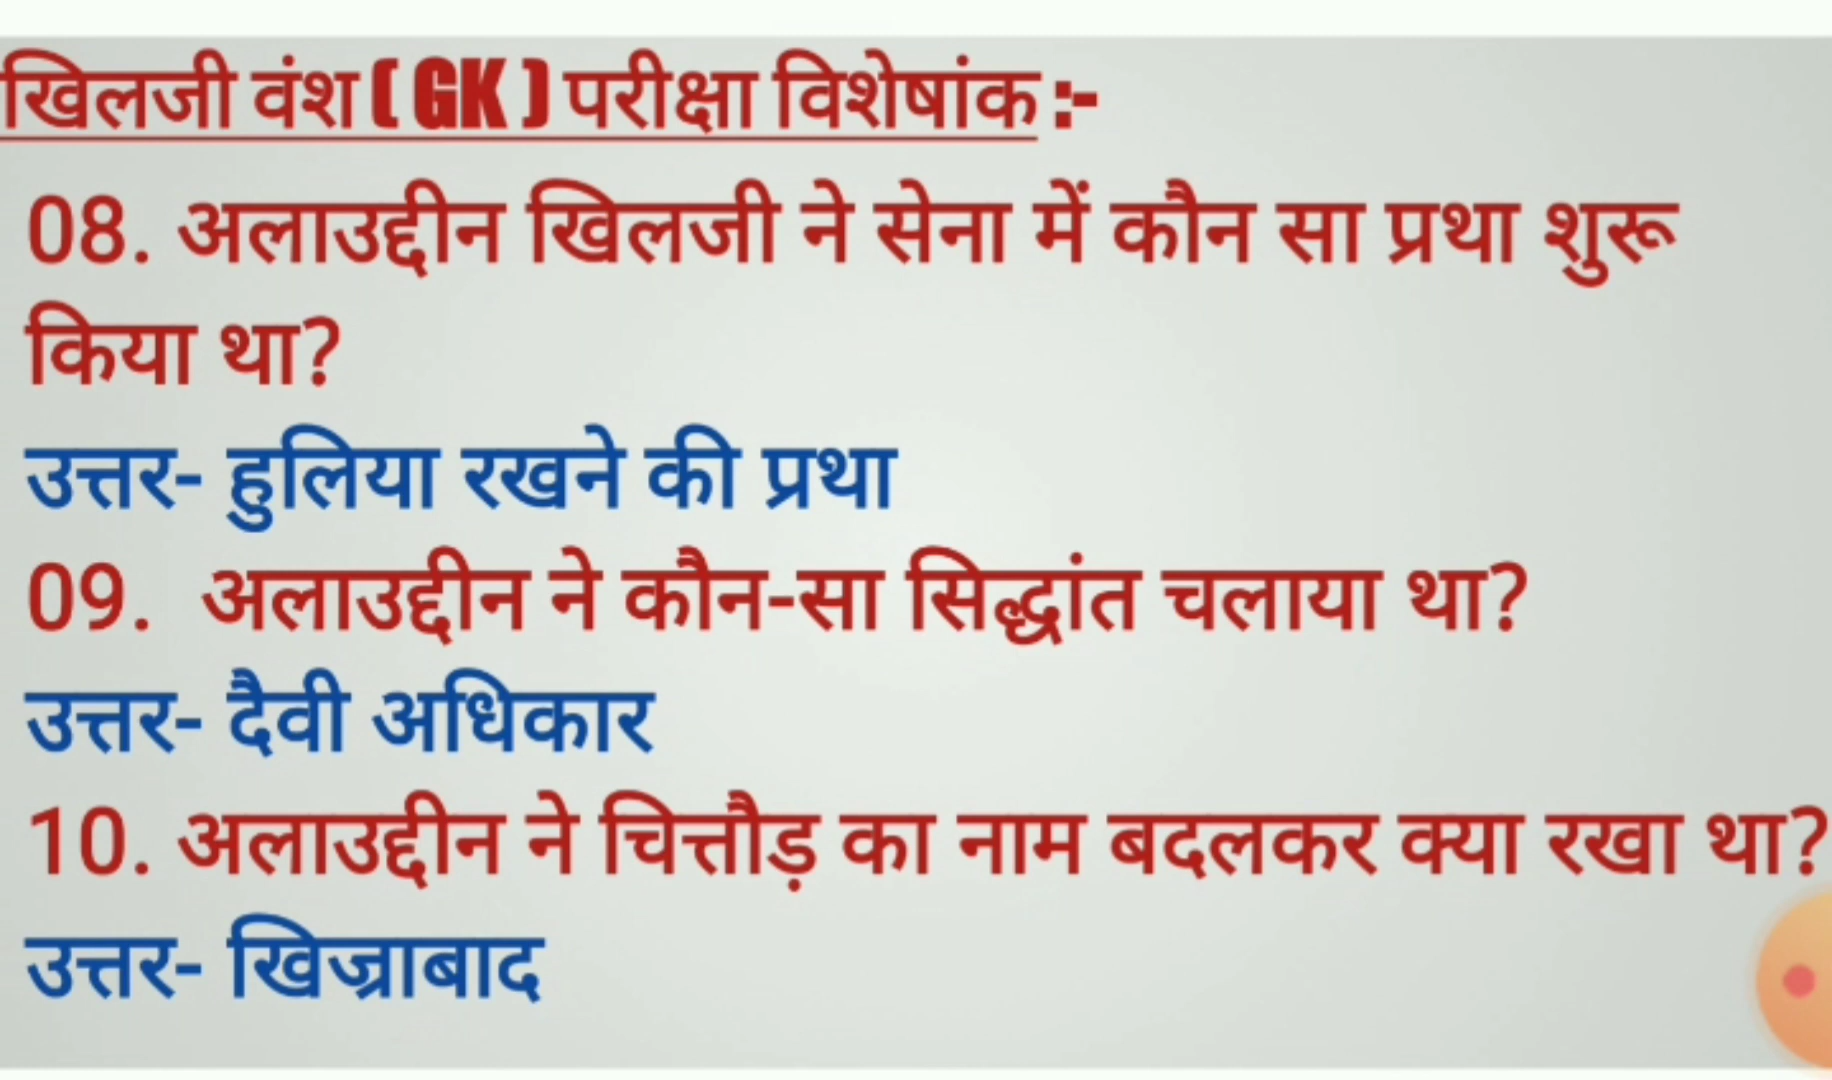 खिलजी वंश ( GK ) परीक्षा विशेषांक :-
08. अलाउद्दीन खिलजी ने सेना में कौन सा प्रथा शुरू
किया था?
उत्तर- हुलिया रखने की प्रथा
09. अलाउद्दीन ने कौन-सा सिद्धांत चलाया था?
उत्तर- दैवी अधिकार
10. अलाउद्दीन ने चित्तौड़ का नाम बदलकर क्या रखा था?
उत्तर- खिज्राबाद